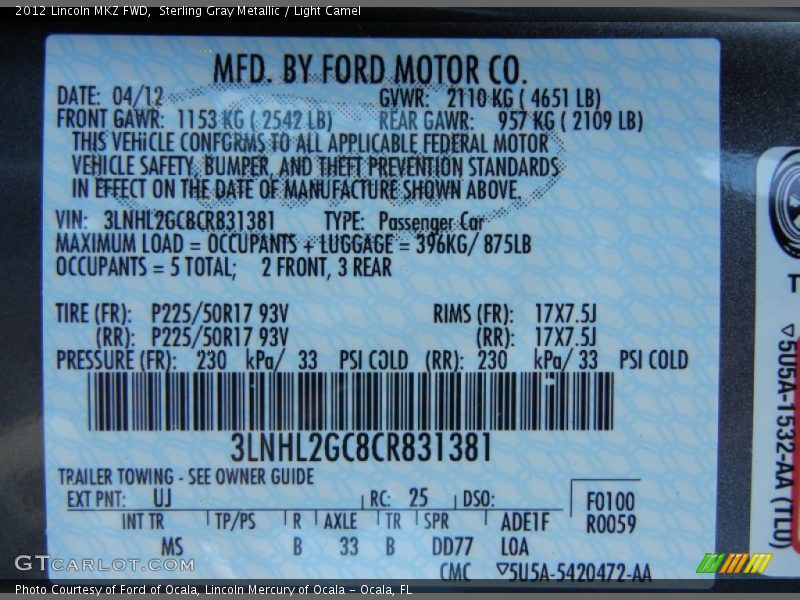 2012 Lincoln MKZ FWD,  Sterling Gray Metallic / Light Camel
MFD. BY FORD MOTOR CO.
DATE: 04/12 GVWR: 2110 KG ( 4651 LB)
FRONT GAWR: 1153 KG ( 2542 LB) REAR GAWR: 957 KG ( 2109 LB)
THIS VEHICLE CONFORMS TO ALL APPLICABLE FEDERAL MOTOR
VEHICLE SAFETY, BUMPER, AND THEFT PREVENTION STANDARDS
IN EFFECT ON THE DATE OF MANUFACTURE SHOWN ABOVE.
VIN: 3LNHL2GC8CR831381 TYPE: Passenger Car
MAXIMUM LOAD = OCCUPANTS + LUGGAGE = 396KG/ 875LB
OCCUPANTS = 5 TOTAL; 2 FRONT, 3 REAR
TIRE (FR): P225/50R17 93V RIMS (FR): 17X7.5J
(RR): P225/50R17 93V (RR): 17X7.5J
PRESSURE (FR): 230 kPa/ 33 PSI COLD (RR): 230 kPa/ 33 PSI COLD
3LNHL2GC8CR831381
TRAILER TOWING - SEE OWNER GUIDE
EXT PNT: UJ RC: 25 DSO: F0100
INT TR TP/PS R AXLE TR SPR ADE1F R0059
MS B 33 B DD77 L0A
CMC ▽5U5A-5420472-AA
T
▽5U5A-1532-AA (TL0)
GTCarLot.com
Photo Courtesy of Ford of Ocala, Lincoln Mercury of Ocala - Ocala, FL